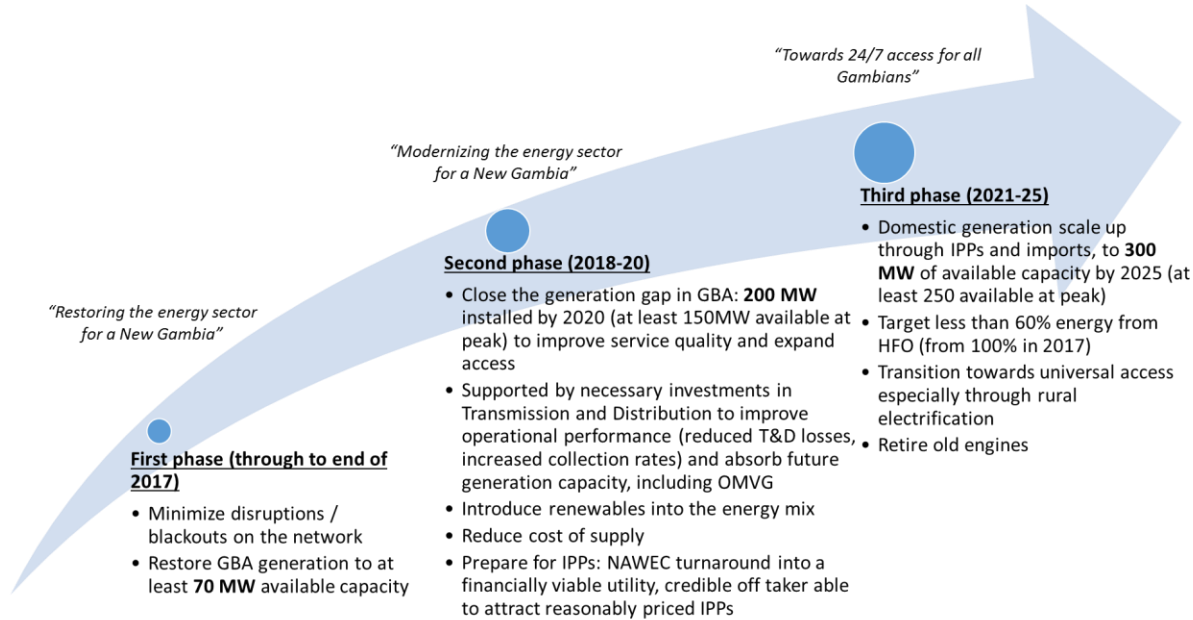 “Restoring the energy sector
for a New Gambia”
First phase (through to end of
2017)
• Minimize disruptions /
blackouts on the network
• Restore GBA generation to at
least 70 MW available capacity
“Modernizing the energy sector
for a New Gambia”
Second phase (2018-20)
• Close the generation gap in GBA: 200 MW
installed by 2020 (at least 150MW available at
peak) to improve service quality and expand
access
• Supported by necessary investments in
Transmission and Distribution to improve
operational performance (reduced T&D losses,
increased collection rates) and absorb future
generation capacity, including OMVG
• Introduce renewables into the energy mix
• Reduce cost of supply
• Prepare for IPPs: NAWEC turnaround into a
financially viable utility, credible off taker able
to attract reasonably priced IPPs
“Towards 24/7 access for all
Gambians”
Third phase (2021-25)
• Domestic generation scale up
through IPPs and imports, to 300
MW of available capacity by 2025 (at
least 250 available at peak)
• Target less than 60% energy from
HFO (from 100% in 2017)
• Transition towards universal access
especially through rural
electrification
• Retire old engines